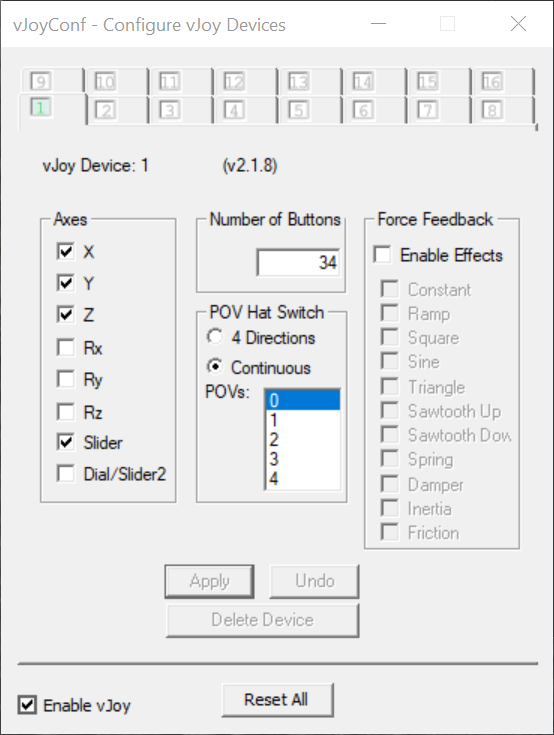 vJoyConf - Configure vJoy Devices
9 10 11 12 13 14 15 16
1 2 3 4 5 6 7 8
vJoy Device: 1 (v2.1.8)
Axes
X
Y
Z
Rx
Ry
Rz
Slider
Dial/Slider2
Number of Buttons
34
POV Hat Switch
4 Directions
Continuous
POVs:
0
1
2
3
4
Force Feedback
Enable Effects
Constant
Ramp
Square
Sine
Triangle
Sawtooth Up
Sawtooth Dow
Spring
Damper
Inertia
Friction
Apply Undo
Delete Device
Enable vJoy Reset All